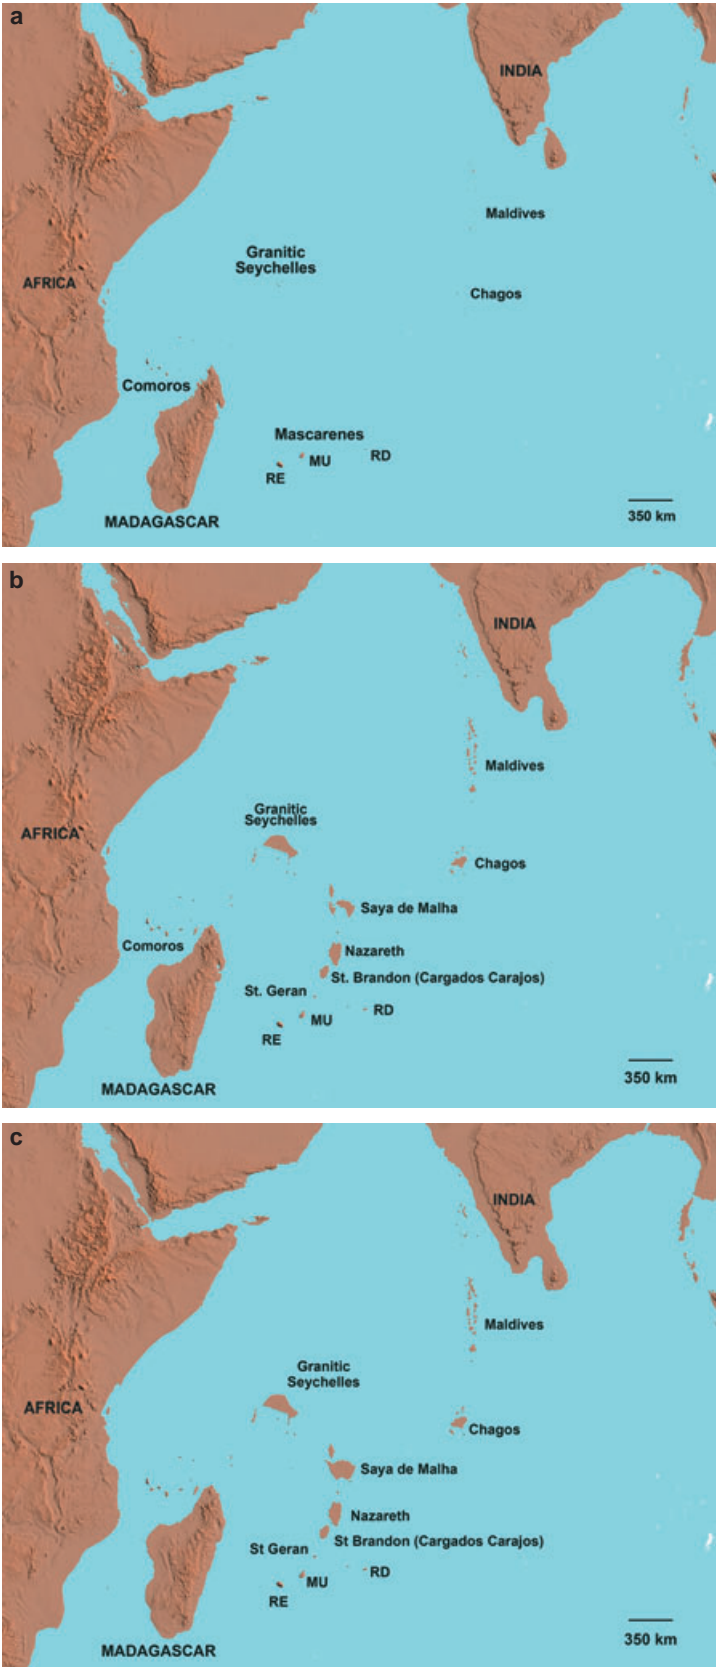 a
INDIA
Maldives
Granitic
Seychelles
AFRICA
Chagos
Comoros
Mascarenes
MU
RD
RE
350 km
MADAGASCAR
b
INDIA
Maldives
Granitic
Seychelles
AFRICA
Chagos
Saya de Malha
Comoros
Nazareth
St. Brandon (Cargados Carajos)
St. Geran
RD
MU
RE
350 km
MADAGASCAR
c
INDIA
Maldives
Granitic
Seychelles
AFRICA
Chagos
Saya de Malha
Nazareth
St Brandon (Cargados Carajos)
St Geran
RD
MU
RE
350 km
MADAGASCAR